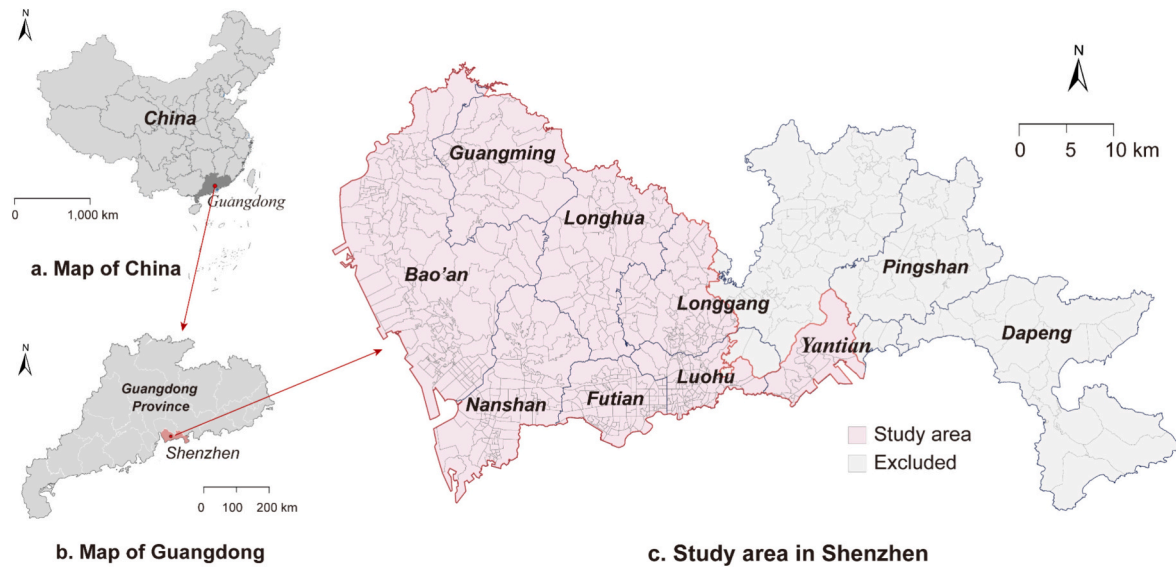 N
China
Guangdong
0 1,000 km
a. Map of China
N
Guangdong
Province
Shenzhen
0 100 200 km
b. Map of Guangdong
N
0 5 10 km
Guangming
Longhua
Bao'an
Pingshan
Longgang
Dapeng
Yantian
Luohu
Futian
Nanshan
Study area
Excluded
c. Study area in Shenzhen